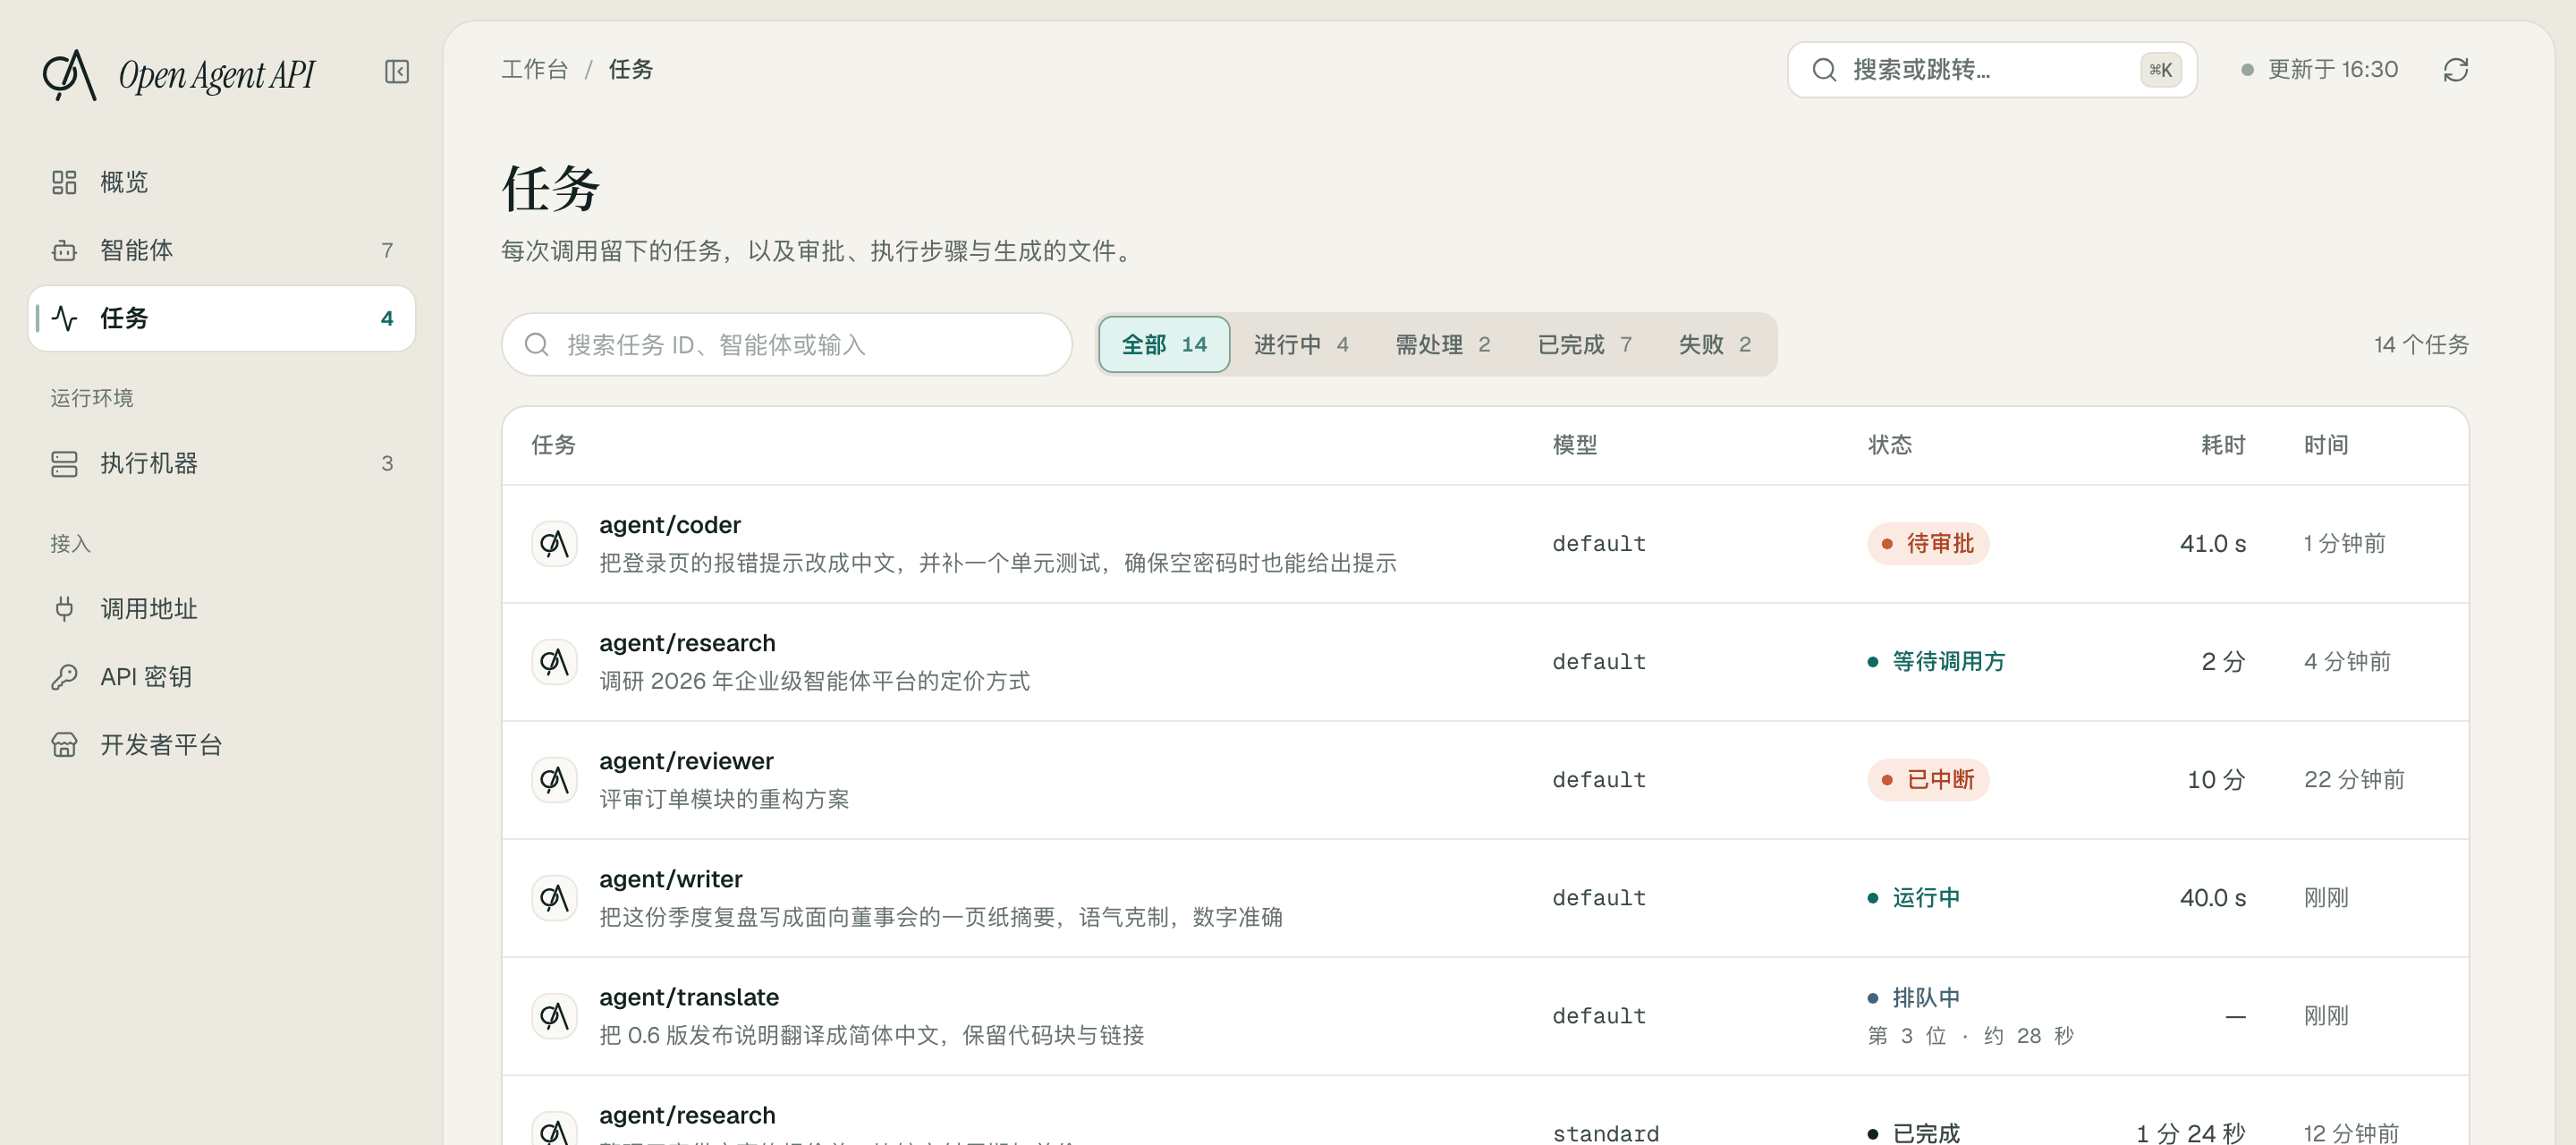 Open Agent API
概览
智能体 7
任务 4
运行环境
执行机器 3
接入
调用地址
API 密钥
开发者平台
工作台 / 任务
搜索或跳转... ⌘K
更新于 16:30
任务
每次调用留下的任务，以及审批、执行步骤与生成的文件。
搜索任务 ID、智能体或输入
全部 14 进行中 4 需处理 2 已完成 7 失败 2
14 个任务
任务 模型 状态 耗时 时间
agent/coder
把登录页的报错提示改成中文，并补一个单元测试，确保空密码时也能给出提示
default 待审批 41.0 s 1 分钟前
agent/research
调研 2026 年企业级智能体平台的定价方式
default 等待调用方 2 分 4 分钟前
agent/reviewer
评审订单模块的重构方案
default 已中断 10 分 22 分钟前
agent/writer
把这份季度复盘写成面向董事会的一页纸摘要，语气克制，数字准确
default 运行中 40.0 s 刚刚
agent/translate
把 0.6 版发布说明翻译成简体中文，保留代码块与链接
default 排队中 — 刚刚
第 3 位 · 约 28 秒
agent/research
standard 已完成 1 分 24 秒 12 分钟前